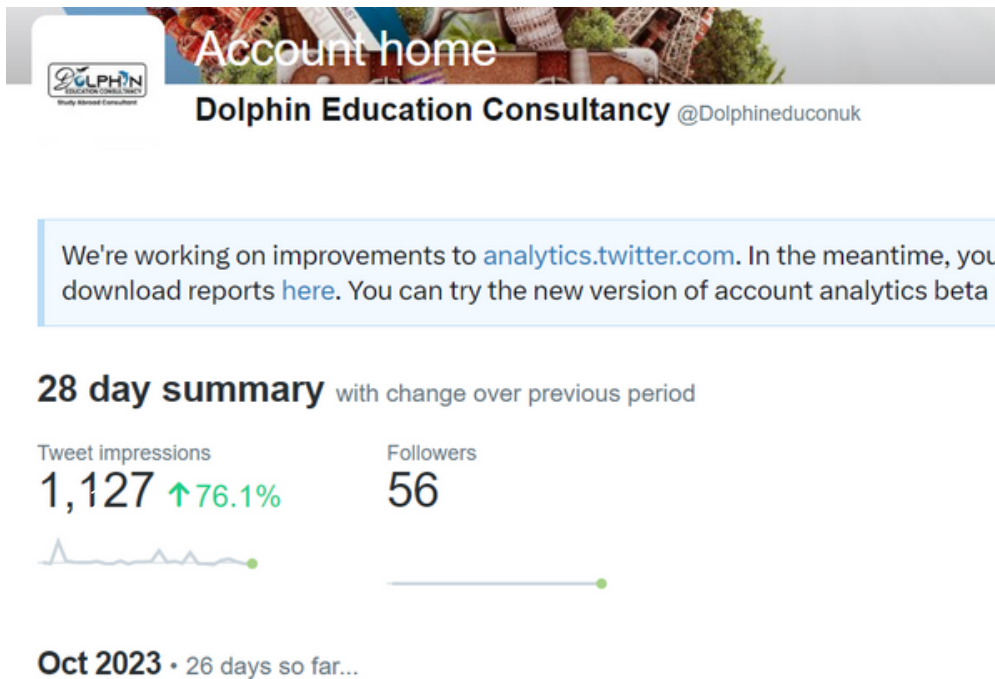 Account home
DOLPHIN
EDUCATION CONSULTANCY
Study Abroad Consultant
Dolphin Education Consultancy @Dolphineduconuk
We're working on improvements to analytics.twitter.com. In the meantime, you
download reports here. You can try the new version of account analytics beta
28 day summary with change over previous period
Tweet impressions
1,127 ↑76.1%
Followers
56
Oct 2023 • 26 days so far...